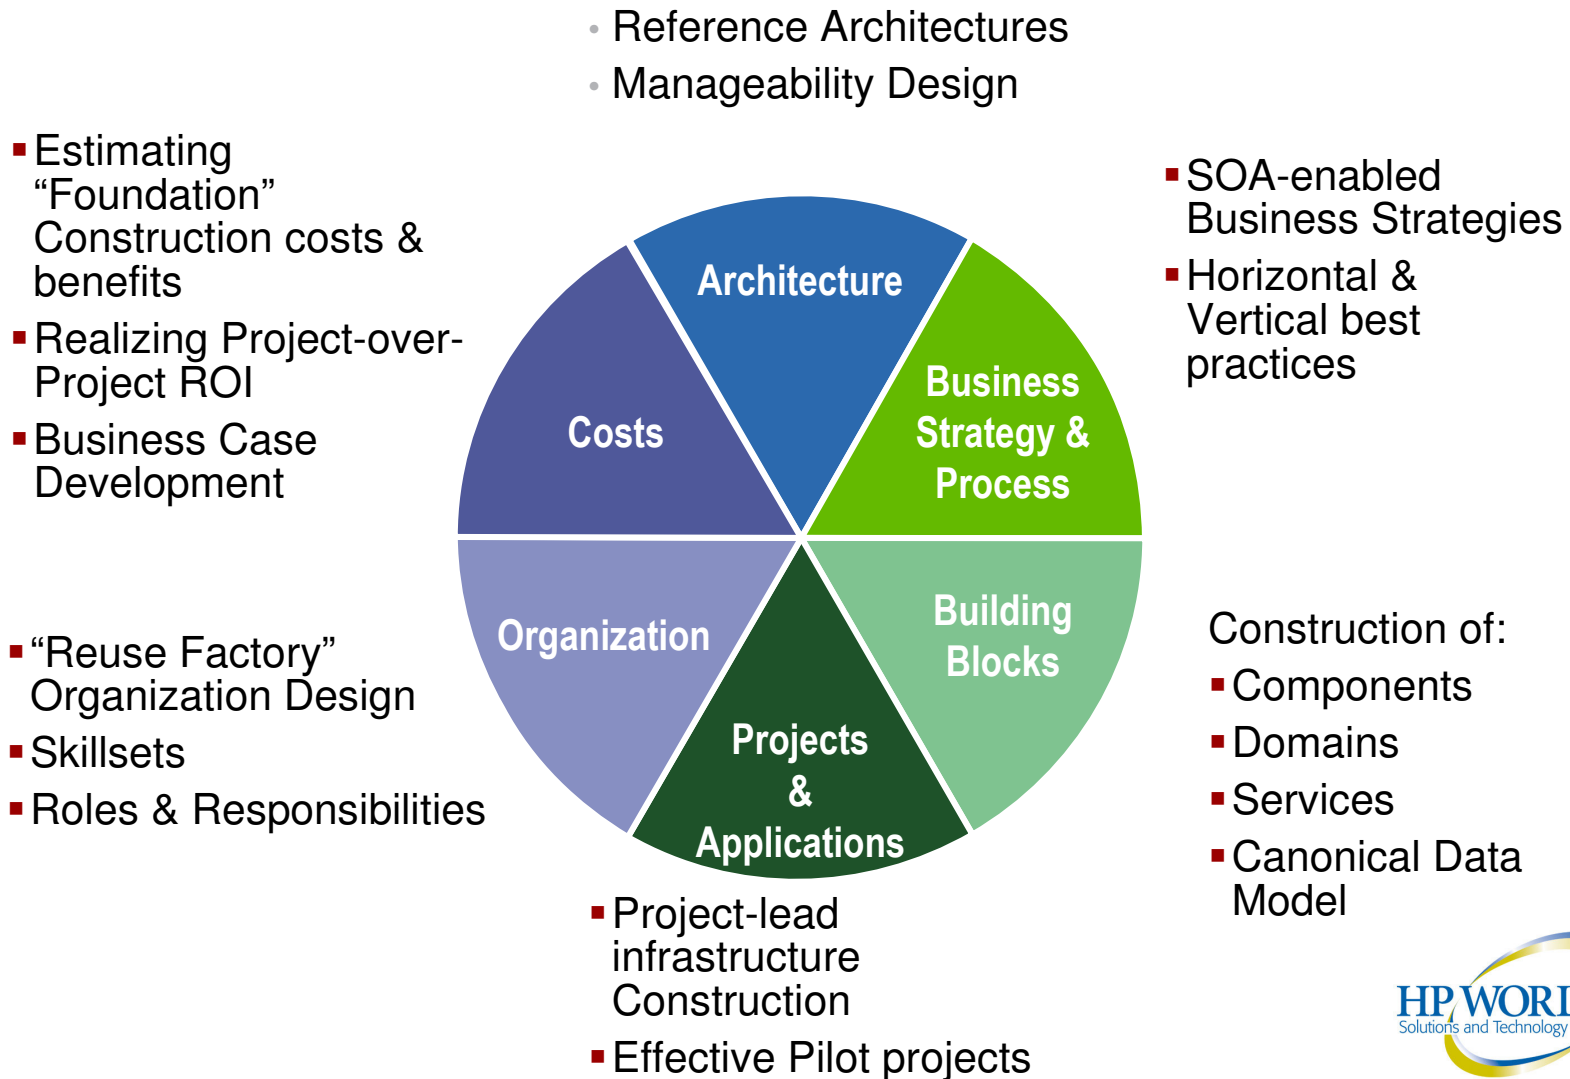 • Reference Architectures
• Manageability Design
▪ Estimating
“Foundation”
Construction costs &
benefits
▪ Realizing Project-over-
Project ROI
▪ Business Case
Development
▪ SOA-enabled
Business Strategies
▪ Horizontal &
Vertical best
practices
Architecture
Business
Strategy &
Process
Costs
Organization
Building
Blocks
Projects
&
Applications
▪ “Reuse Factory”
Organization Design
▪ Skillsets
▪ Roles & Responsibilities
Construction of:
▪ Components
▪ Domains
▪ Services
▪ Canonical Data
Model
▪ Project-lead
infrastructure
Construction
▪ Effective Pilot projects
HP
Solutions and Technology